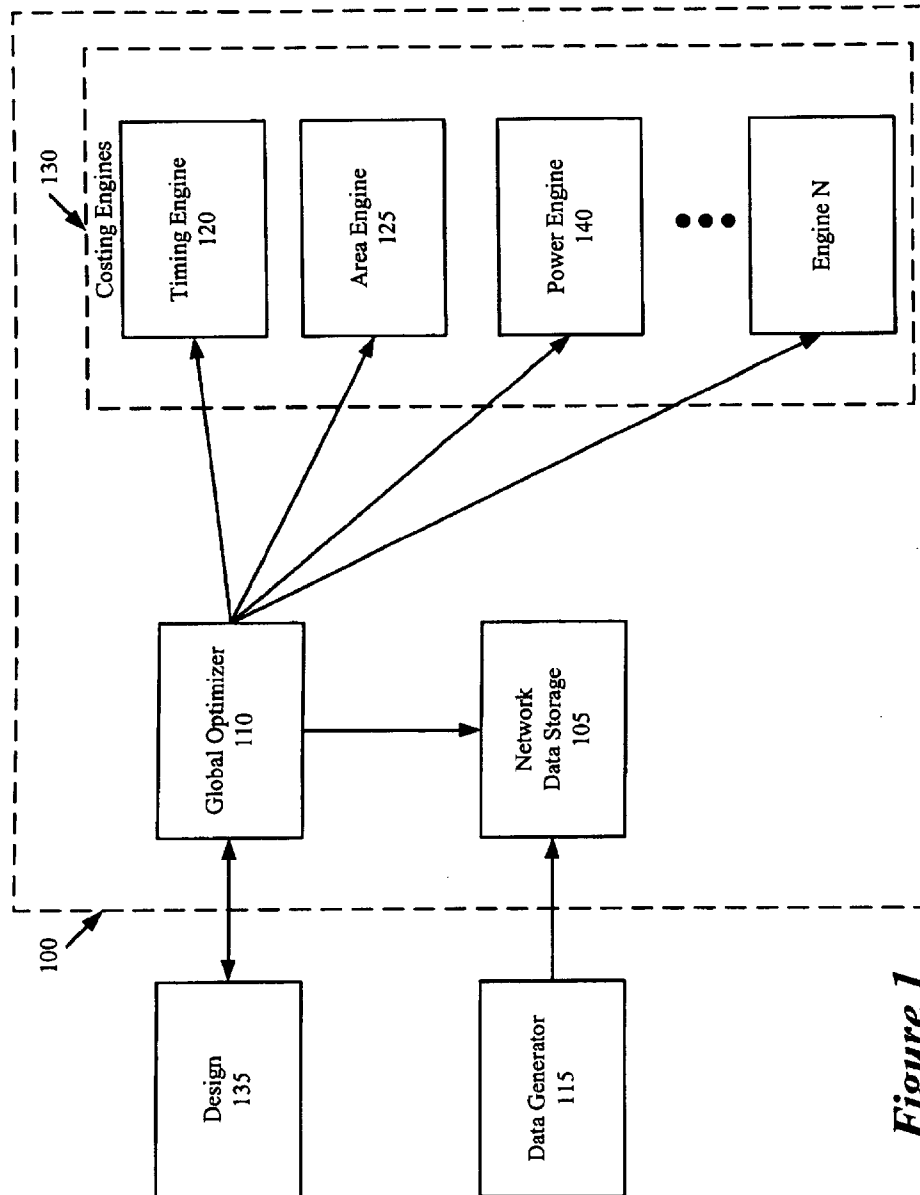 100
130
Costing Engines
Design
135
Global Optimizer
110
Timing Engine
120
Area Engine
125
Data Generator
115
Network
Data Storage
105
Power Engine
140
Engine N
Figure 1